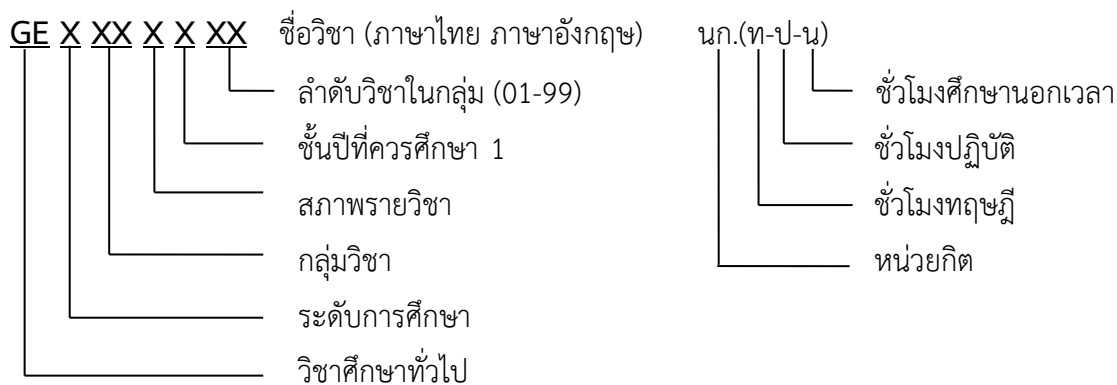 GE X XX X X XX ชื่อวิชา (ภาษาไทย ภาษาอังกฤษ) นก.(ท-ป-น)
ลำดับวิชาในกลุ่ม (01-99) ชั่วโมงศึกษานอกเวลา
ชั้นปีที่ควรศึกษา 1 ชั่วโมงปฏิบัติ
สภาพรายวิชา ชั่วโมงทฤษฎี
กลุ่มวิชา หน่วยกิต
ระดับการศึกษา
วิชาศึกษาทั่วไป